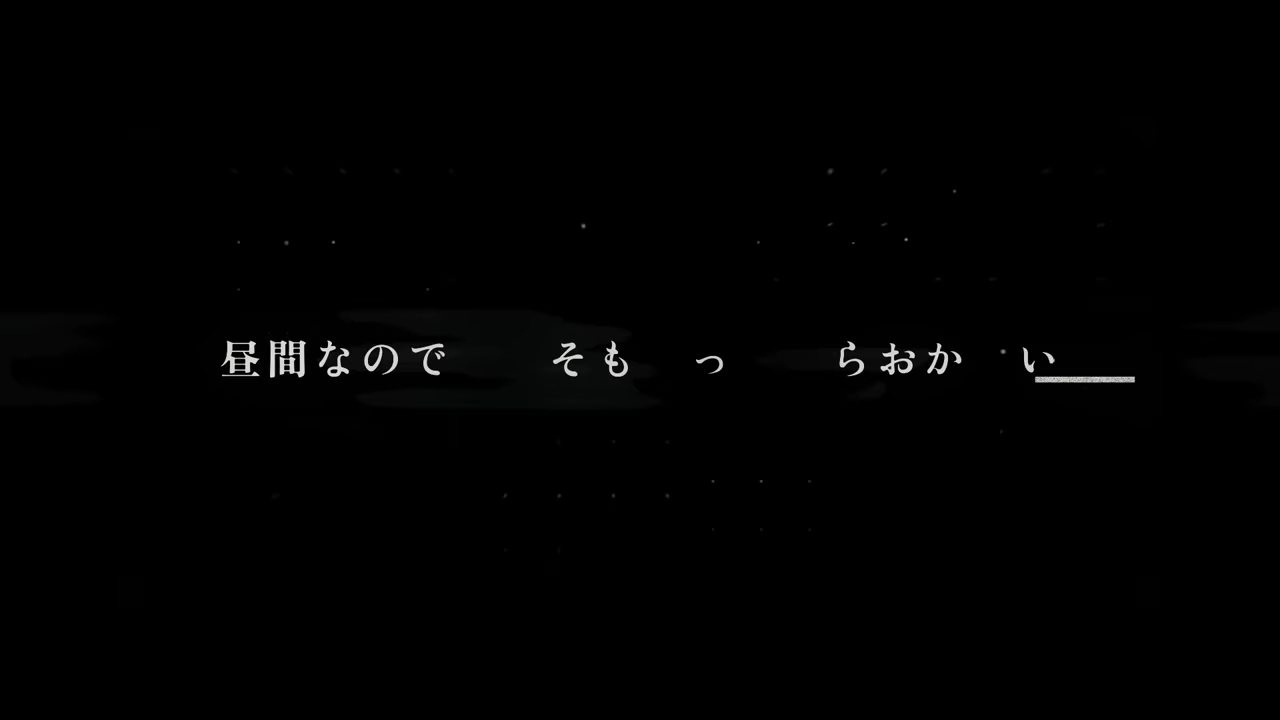 昼間なので そも っ らおか い